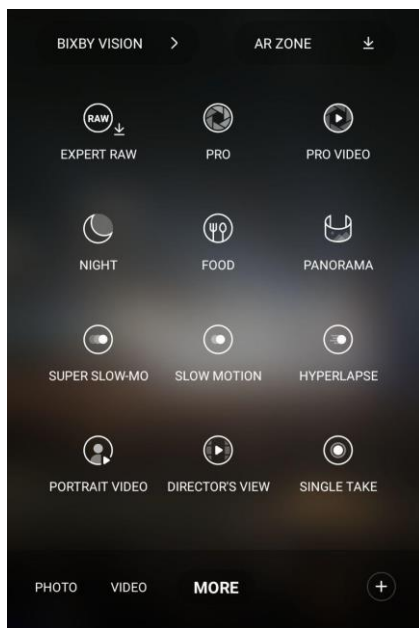 BIXBY VISION
AR ZONE
RAW
EXPERT RAW
PRO
PRO VIDEO
NIGHT
FOOD
PANORAMA
SUPER SLOW-MO
SLOW MOTION
HYPERLAPSE
PORTRAIT VIDEO
DIRECTOR'S VIEW
SINGLE TAKE
PHOTO
VIDEO
MORE